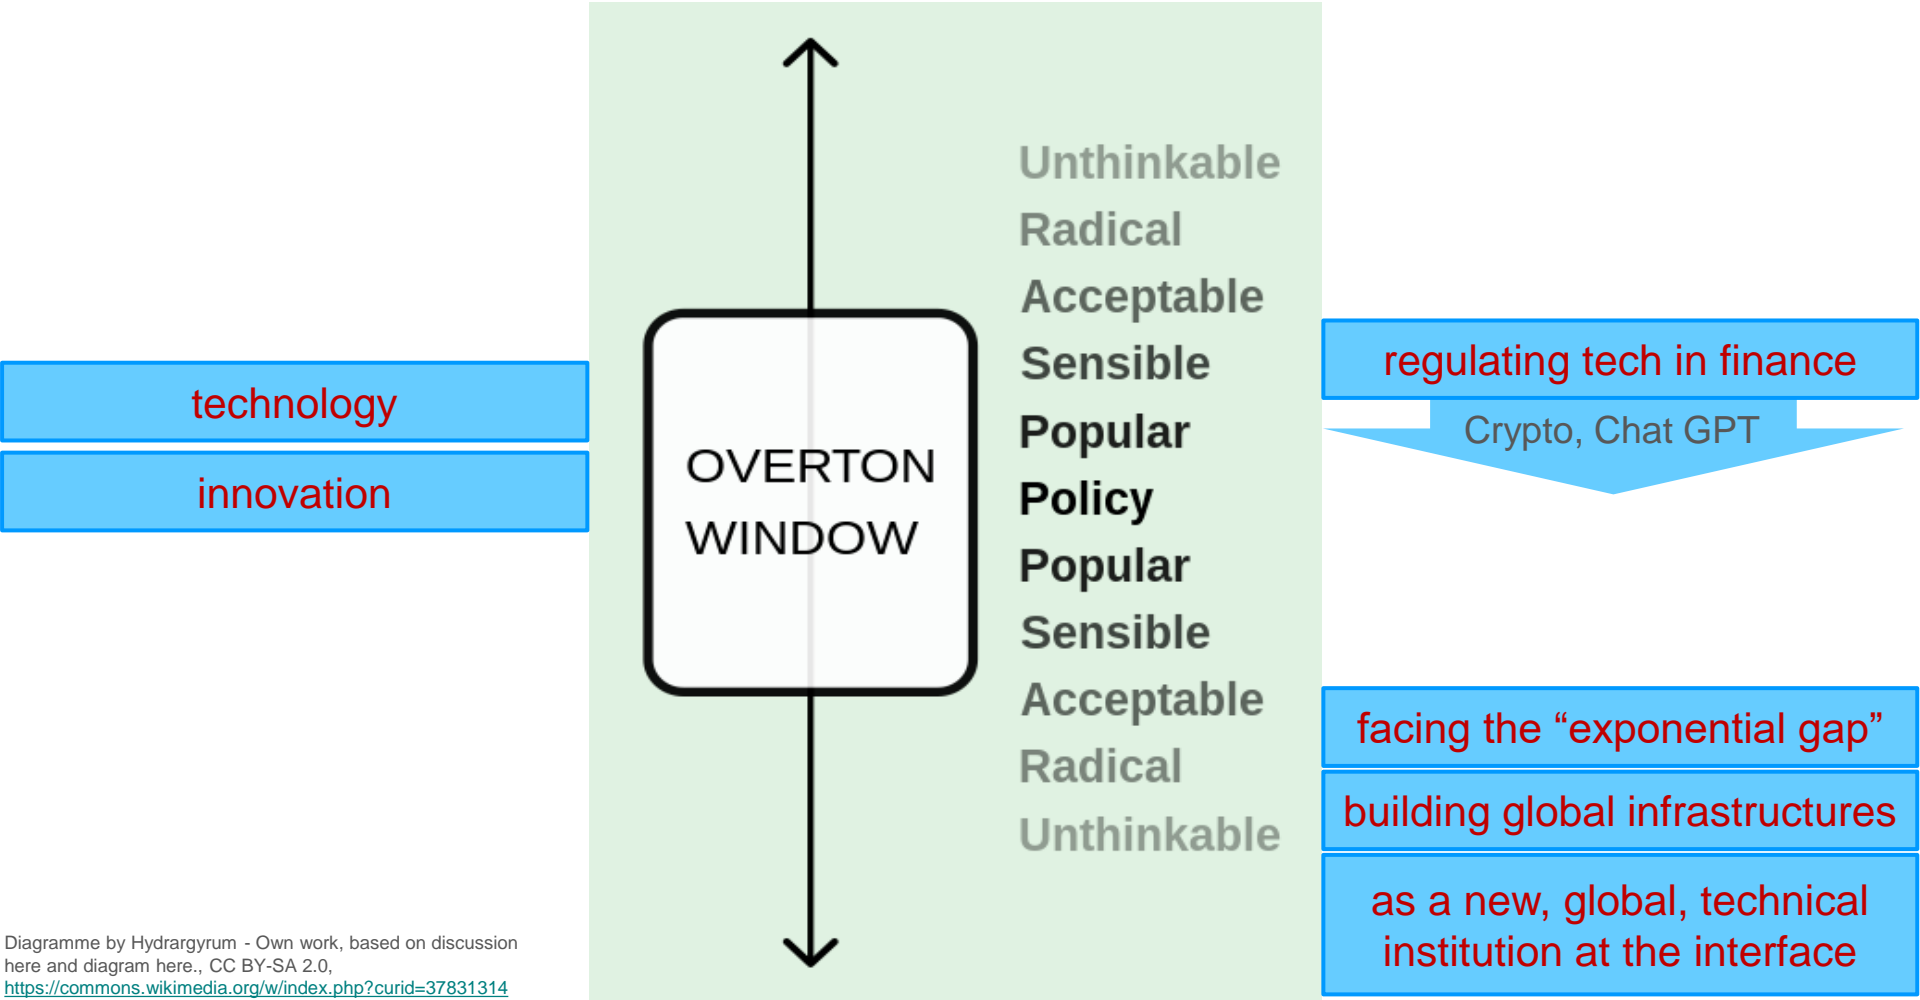 technology
innovation
OVERTON
WINDOW
Unthinkable
Radical
Acceptable
Sensible
Popular
Policy
Popular
Sensible
Acceptable
Radical
Unthinkable
regulating tech in finance
Crypto, Chat GPT
facing the “exponential gap”
building global infrastructures
as a new, global, technical
institution at the interface
Diagramme by Hydrargyrum - Own work, based on discussion
here and diagram here., CC BY-SA 2.0,
https://commons.wikimedia.org/w/index.php?curid=37831314